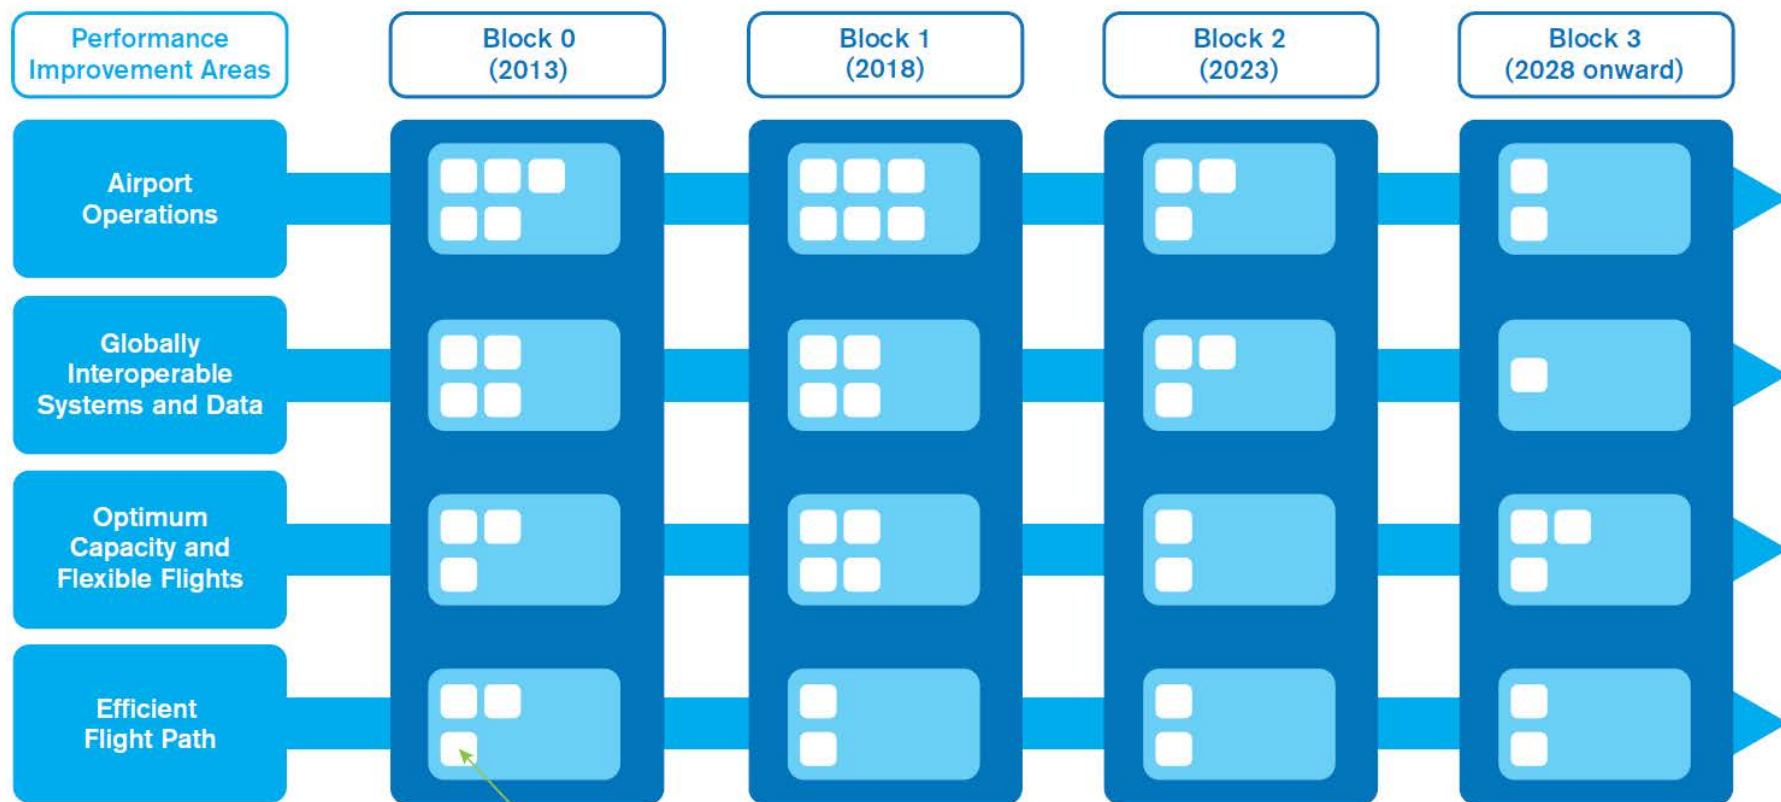 Performance
Improvement Areas
Block 0
(2013)
Block 1
(2018)
Block 2
(2023)
Block 3
(2028 onward)
Airport
Operations
Globally
Interoperable
Systems and Data
Optimum
Capacity and
Flexible Flights
Efficient
Flight Path